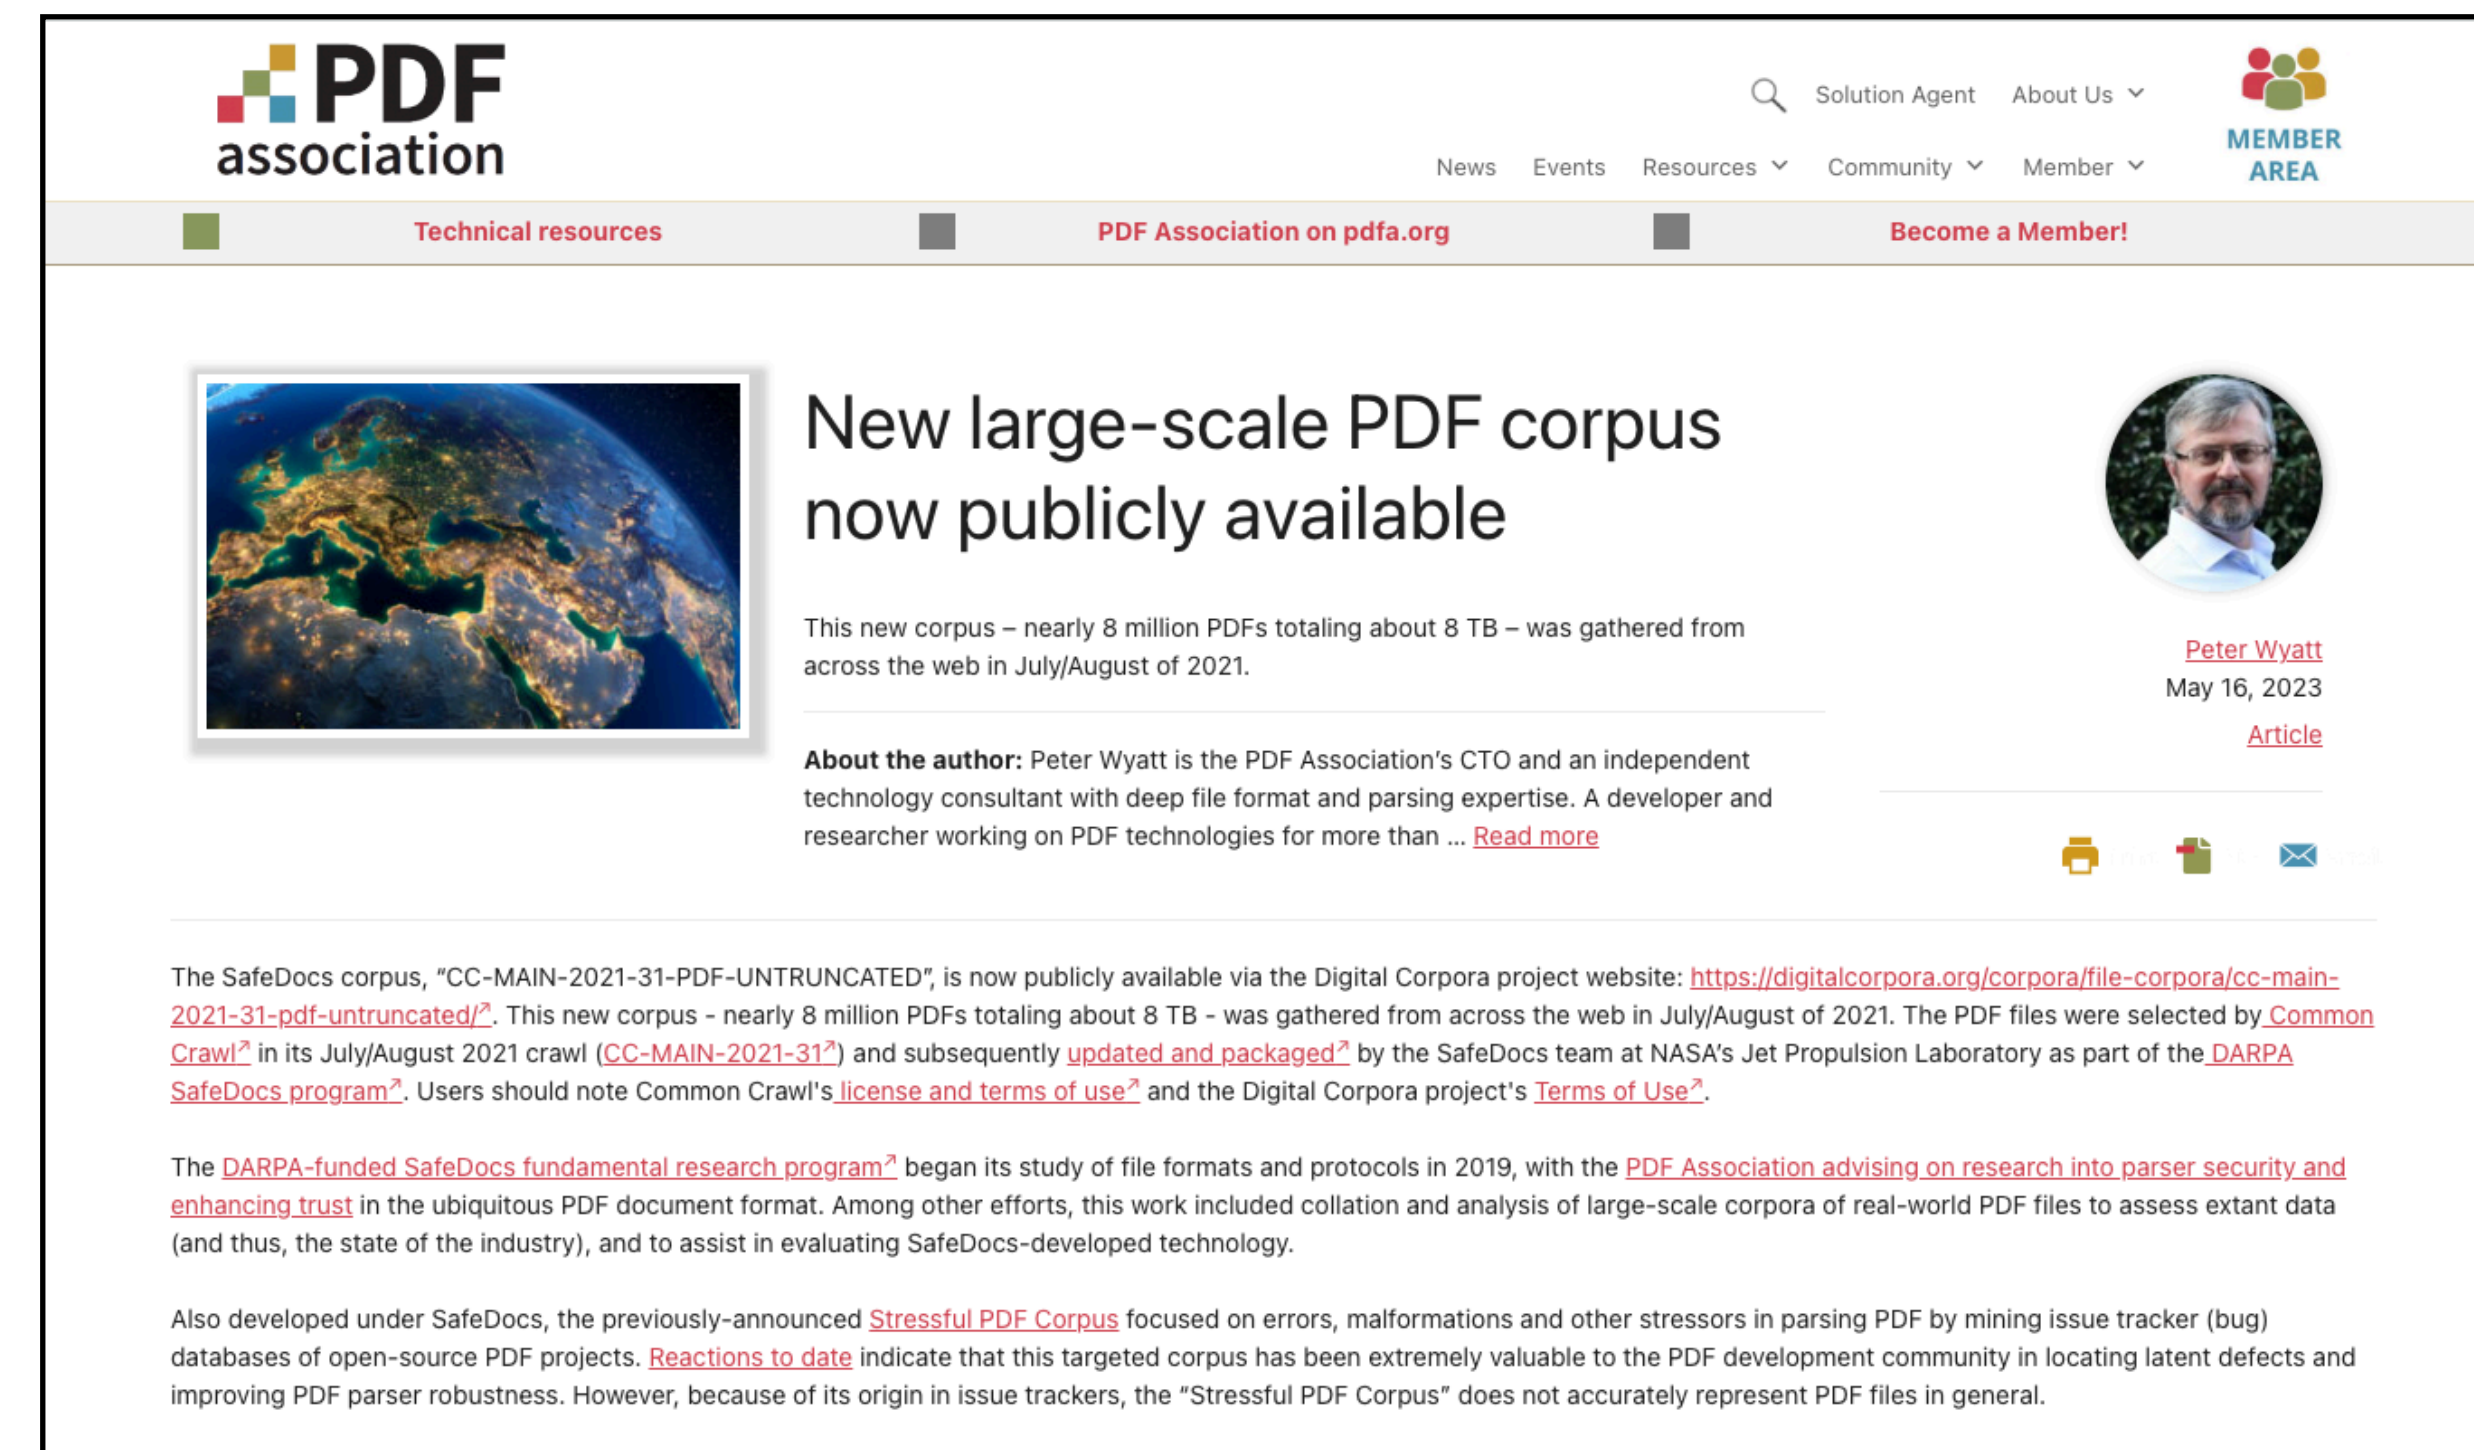 PDF
association
Solution Agent About Us
News Events Resources Community Member
MEMBER
AREA
Technical resources PDF Association on pdfa.org Become a Member!
New large-scale PDF corpus
now publicly available
This new corpus – nearly 8 million PDFs totaling about 8 TB – was gathered from
across the web in July/August of 2021.
About the author: Peter Wyatt is the PDF Association’s CTO and an independent
technology consultant with deep file format and parsing expertise. A developer and
researcher working on PDF technologies for more than ... Read more
Peter Wyatt
May 16, 2023
Article
The SafeDocs corpus, “CC-MAIN-2021-31-PDF-UNTRUNCATED”, is now publicly available via the Digital Corpora project website: https://digitalcorpora.org/corpora/file-corpora/cc-main-
2021-31-pdf-untruncated/. This new corpus - nearly 8 million PDFs totaling about 8 TB - was gathered from across the web in July/August of 2021. The PDF files were selected by Common
Crawl in its July/August 2021 crawl (CC-MAIN-2021-31) and subsequently updated and packaged by the SafeDocs team at NASA’s Jet Propulsion Laboratory as part of the DARPA
SafeDocs program. Users should note Common Crawl's license and terms of use and the Digital Corpora project's Terms of Use.
The DARPA-funded SafeDocs fundamental research program began its study of file formats and protocols in 2019, with the PDF Association advising on research into parser security and
enhancing trust in the ubiquitous PDF document format. Among other efforts, this work included collation and analysis of large-scale corpora of real-world PDF files to assess extant data
(and thus, the state of the industry), and to assist in evaluating SafeDocs-developed technology.
Also developed under SafeDocs, the previously-announced Stressful PDF Corpus focused on errors, malformations and other stressors in parsing PDF by mining issue tracker (bug)
databases of open-source PDF projects. Reactions to date indicate that this targeted corpus has been extremely valuable to the PDF development community in locating latent defects and
improving PDF parser robustness. However, because of its origin in issue trackers, the “Stressful PDF Corpus” does not accurately represent PDF files in general.